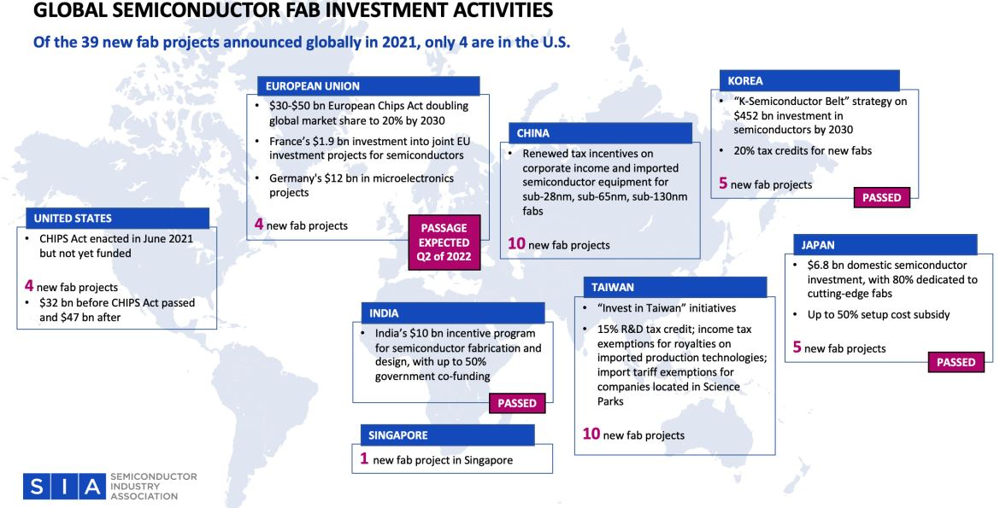 GLOBAL SEMICONDUCTOR FAB INVESTMENT ACTIVITIES
Of the 39 new fab projects announced globally in 2021, only 4 are in the U.S.
UNITED STATES
• CHIPS Act enacted in June 2021
but not yet funded
4 new fab projects
• $32 bn before CHIPS Act passed
and $47 bn after
EUROPEAN UNION
• $30-$50 bn European Chips Act doubling
global market share to 20% by 2030
• France's $1.9 bn investment into joint EU
investment projects for semiconductors
• Germany's $12 bn in microelectronics
projects
4 new fab projects
PASSAGE
EXPECTED
Q2 of 2022
CHINA
• Renewed tax incentives on
corporate income and imported
semiconductor equipment for
sub-28nm, sub-65nm, sub-130nm
fabs
10 new fab projects
KOREA
• “K-Semiconductor Belt” strategy on
$452 bn investment in
semiconductors by 2030
• 20% tax credits for new fabs
5 new fab projects
PASSED
JAPAN
• $6.8 bn domestic semiconductor
investment, with 80% dedicated to
cutting-edge fabs
• Up to 50% setup cost subsidy
5 new fab projects
PASSED
INDIA
• India's $10 bn incentive program
for semiconductor fabrication and
design, with up to 50%
government co-funding
PASSED
SINGAPORE
1 new fab project in Singapore
TAIWAN
• “Invest in Taiwan” initiatives
• 15% R&D tax credit; income tax
exemptions for royalties on
imported production technologies;
import tariff exemptions for
companies located in Science
Parks
10 new fab projects
SIA
SEMICONDUCTOR
INDUSTRY
ASSOCIATION